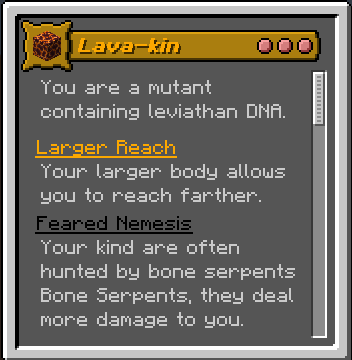 Lava-kin
You are a mutant
containing leviathan DNA.
Larger Reach
Your larger body allows
you to reach farther.
Feared Nemesis
Your kind are often
hunted by bone serpents
Bone Serpents, they deal
more damage to you.